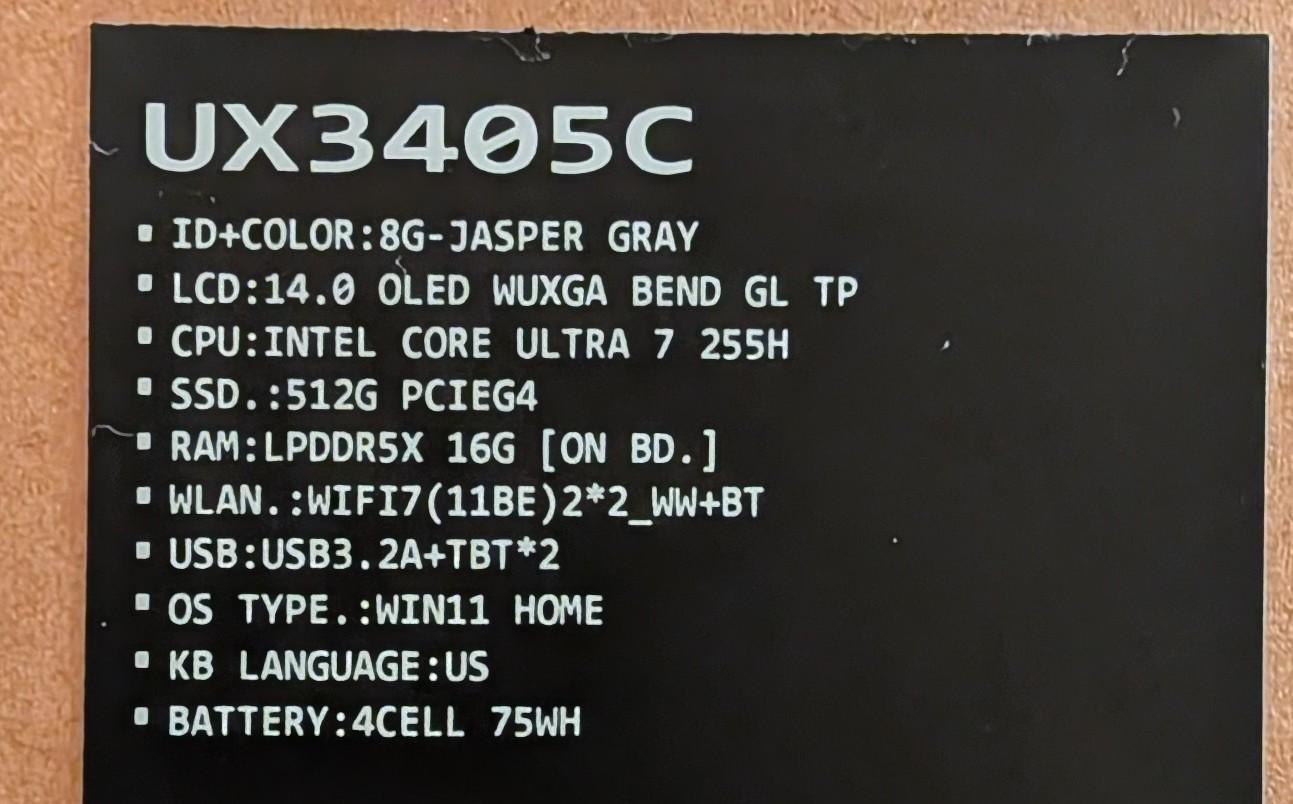 UX3405C
▪ ID+COLOR:8G-JASPER GRAY
▪ LCD:14.0 OLED WUXGA BEND GL TP
▪ CPU:INTEL CORE ULTRA 7 255H
▪ SSD.:512G PCIEG4
▪ RAM:LPDDR5X 16G [ON BD.]
▪ WLAN.:WIFI7(11BE)2*2_WW+BT
▪ USB:USB3.2A+TBT*2
▪ OS TYPE.:WIN11 HOME
▪ KB LANGUAGE:US
▪ BATTERY:4CELL 75WH